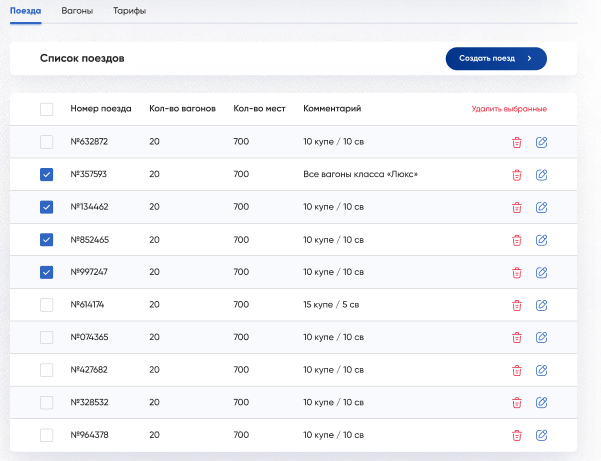 Поезда Вагоны Тарифы
Список поездов Создать поезд
Номер поезда Кол-во вагонов Кол-во мест Комментарий Удалить выбранные
№632872 20 700 10 купе / 10 св
№357593 20 700 Все вагоны класса «Люкс»
№134462 20 700 10 купе / 10 св
№852465 20 700 10 купе / 10 св
№997247 20 700 10 купе / 10 св
№614174 20 700 15 купе / 5 св
№074365 20 700 10 купе / 10 св
№427682 20 700 10 купе / 10 св
№328532 20 700 10 купе / 10 св
№964378 20 700 10 купе / 10 св